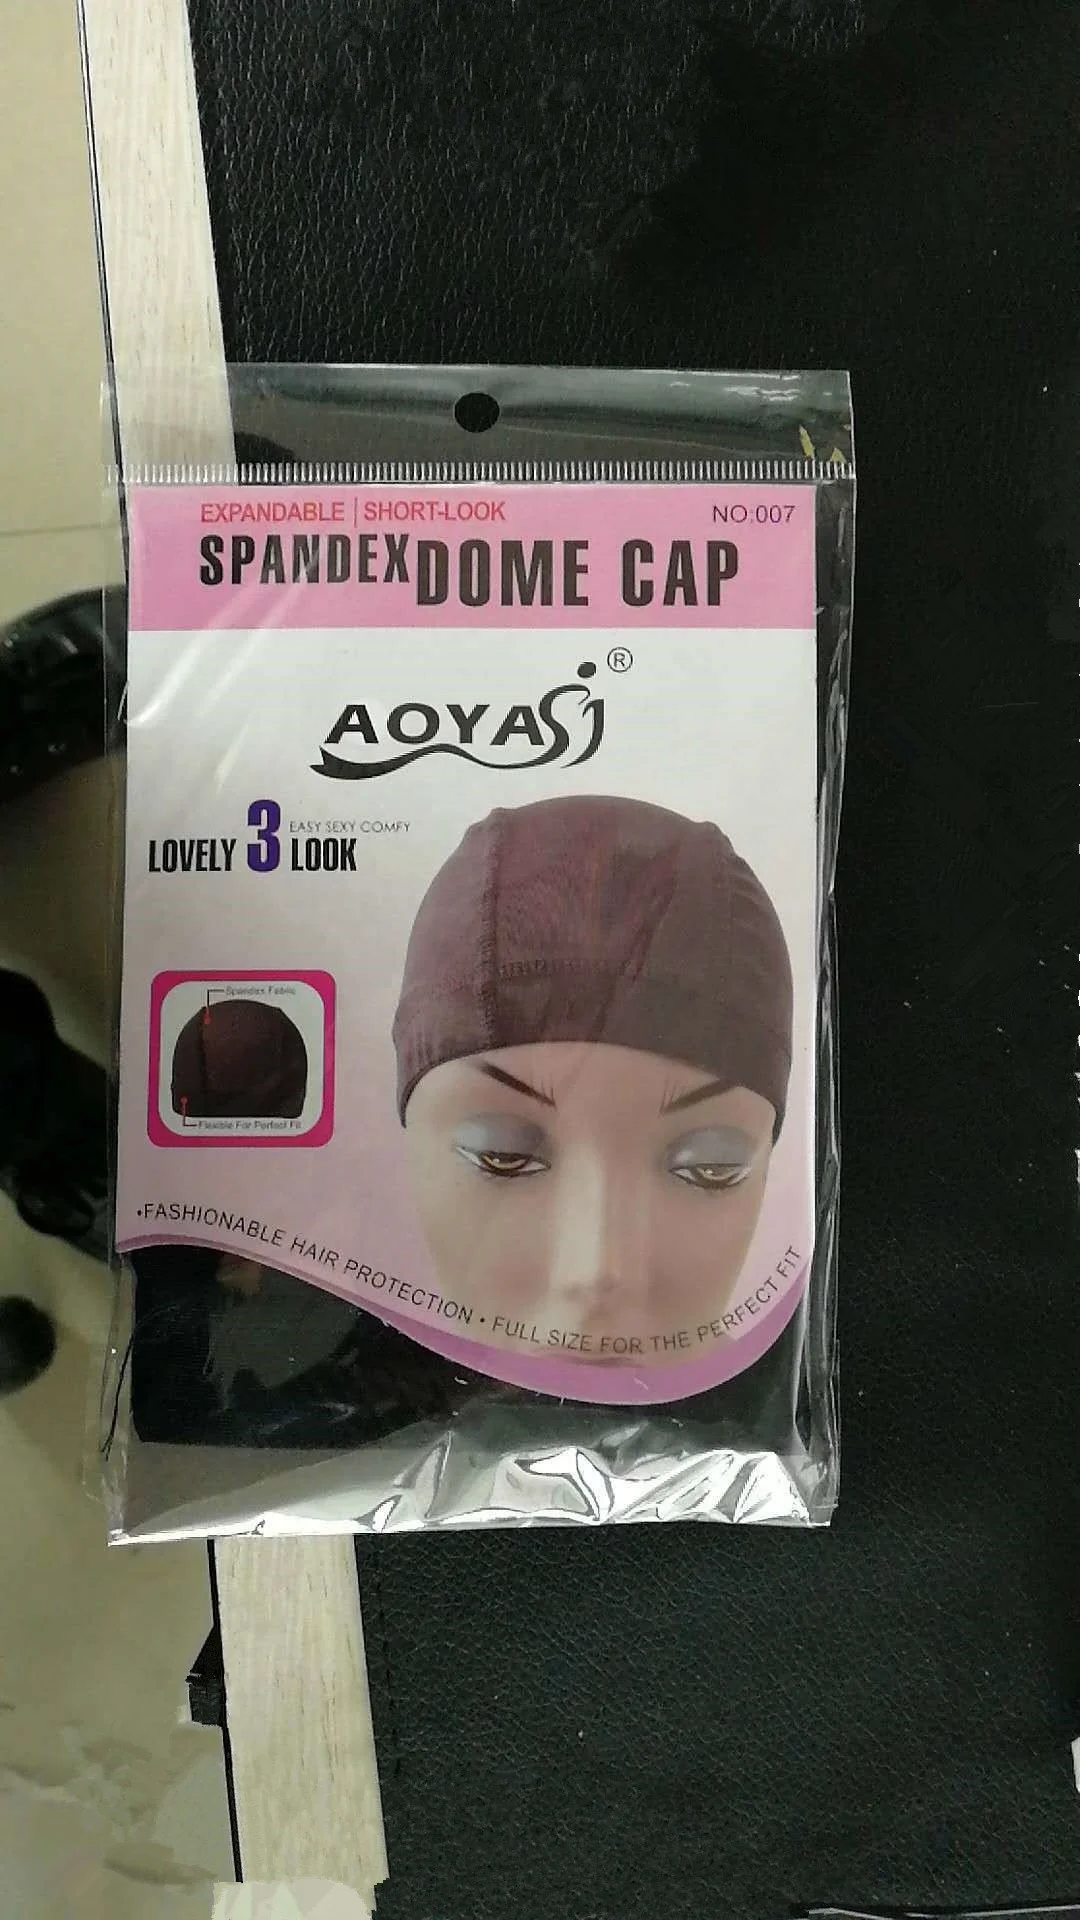 EXPANDABLE | SHORT-LOOK
NO:007
SPANDEX DOME CAP
AOYASJ ®
EASY SEXY COMFY
LOVELY 3 LOOK
Spandex Fabric
Flexible For Perfect Fit
•FASHIONABLE HAIR PROTECTION • FULL SIZE FOR THE PERFECT FIT